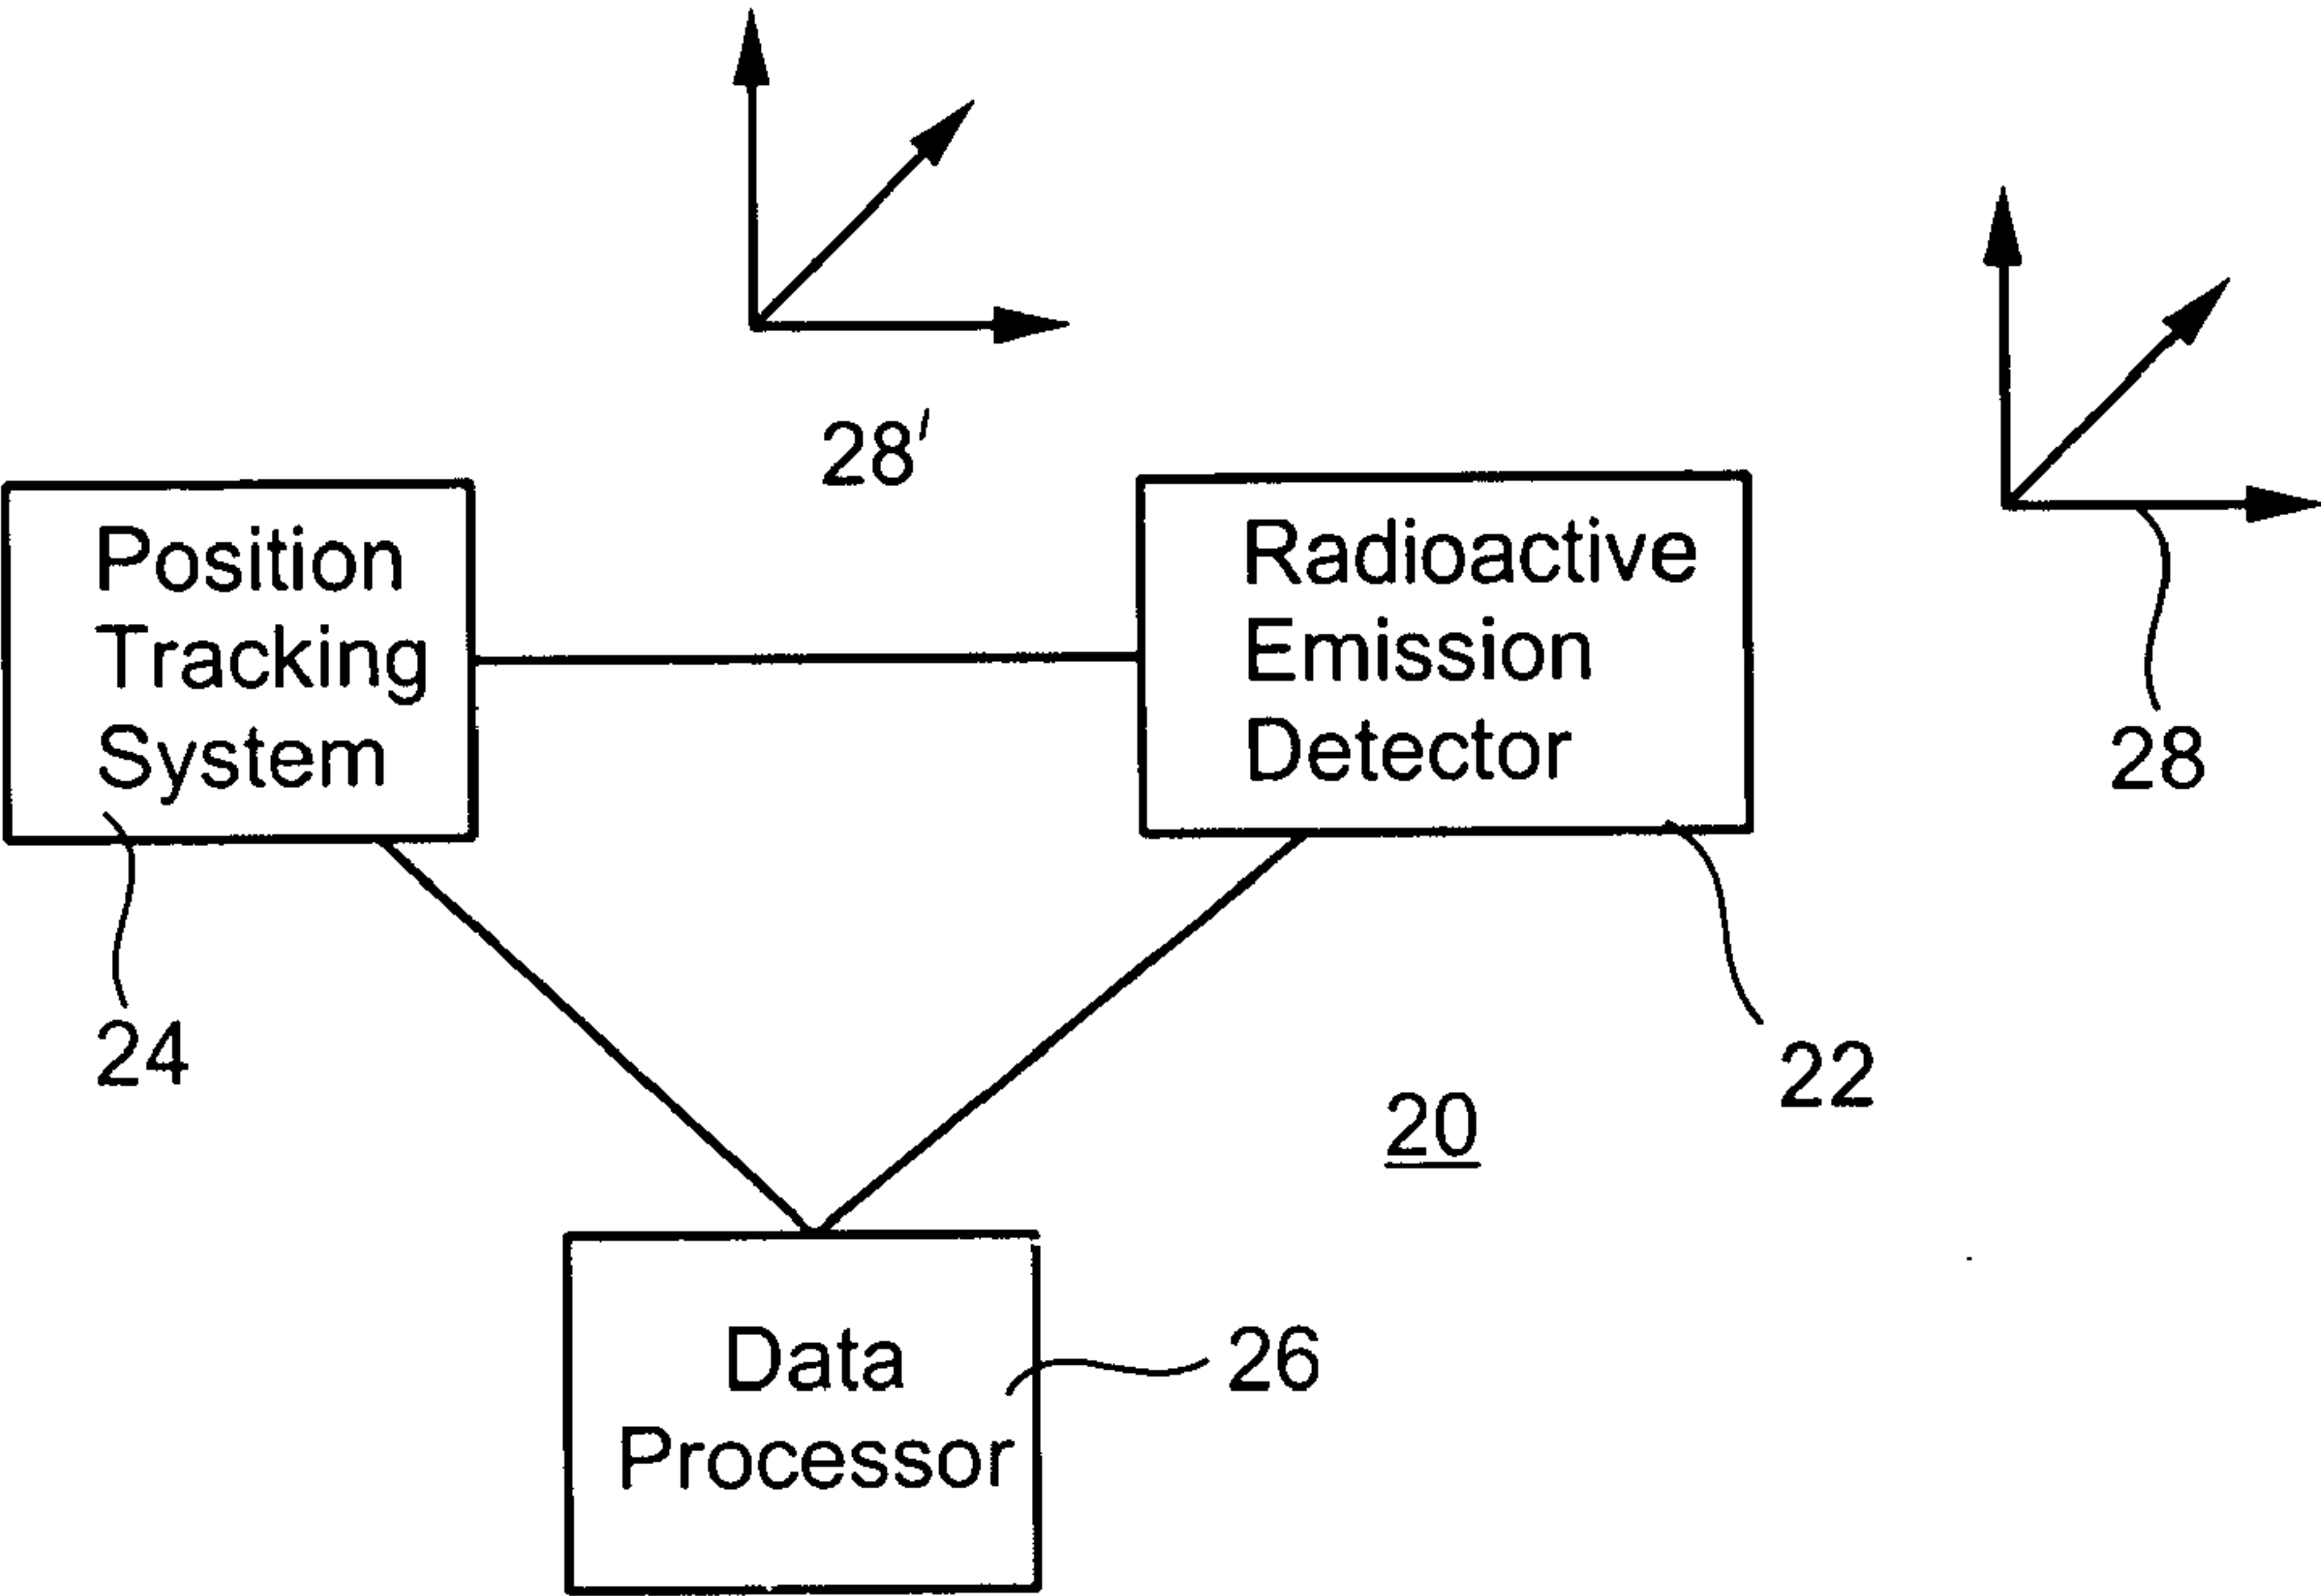 28'
Position
Tracking
System
Radioactive
Emission
Detector
28
24
22
20
Data
Processor
26